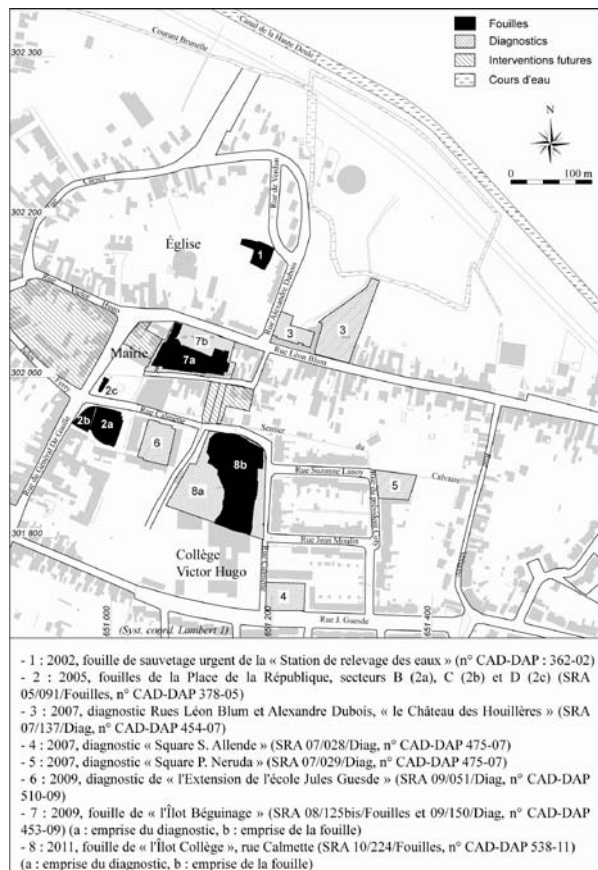 302 300
Canal de la Haute Deule
Courant Brunelle
Fouilles
Diagnostics
Interventions futures
Cours d'eau
N
0 100 m
302 200
Rue de Verdun
Église
1
Rue Alexandre Dubois
Rue Victor Hugo
3
3
7b
Mairie
7a
Rue Léon Blum
302 000
2c
Ferry
Rue Calmette
2b
2a
6
Sentier du Calvaire
8b
Rue du Général De Gaulle
8a
Rue Suzanne Lanoy
5
301 800
Rue Jean Moulin
Collège
Victor Hugo
4
Rue J. Guesde
651 000
651 200
651 400
(Syst. coord. Lambert I)
- 1 : 2002, fouille de sauvetage urgent de la « Station de relevage des eaux » (n° CAD-DAP : 362-02)
- 2 : 2005, fouilles de la Place de la République, secteurs B (2a), C (2b) et D (2c) (SRA
05/091/Fouilles, n° CAD-DAP 378-05)
- 3 : 2007, diagnostic Rues Léon Blum et Alexandre Dubois, « le Château des Houillères » (SRA
07/137/Diag, n° CAD-DAP 454-07)
- 4 : 2007, diagnostic « Square S. Allende » (SRA 07/028/Diag, n° CAD-DAP 475-07)
- 5 : 2007, diagnostic « Square P. Neruda » (SRA 07/029/Diag, n° CAD-DAP 475-07)
- 6 : 2009, diagnostic de « l'Extension de l'école Jules Guesde » (SRA 09/051/Diag, n° CAD-DAP
510-09)
- 7 : 2009, fouille de « l'Îlot Béguinage » (SRA 08/125bis/Fouilles et 09/150/Diag, n° CAD-DAP
453-09) (a : emprise du diagnostic, b : emprise de la fouille)
- 8 : 2011, fouille de « l'Îlot Collège », rue Calmette (SRA 10/224/Fouilles, n° CAD-DAP 538-11)
(a : emprise du diagnostic, b : emprise de la fouille)